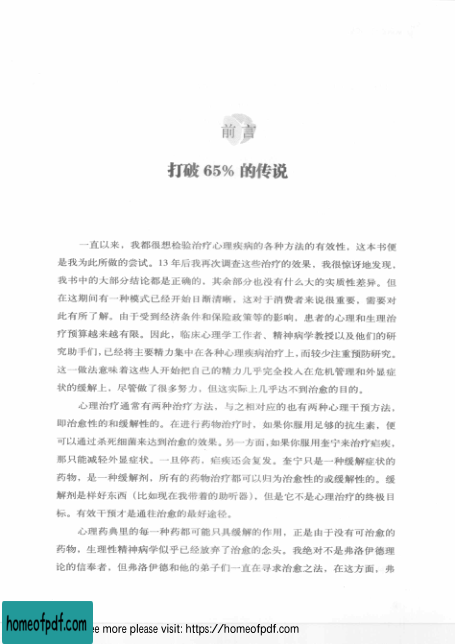 前言
打破 65% 的传说
一直以来，我都很想检验治疗心理疾病的各种方法的有效性，这本书便
是我为此所做的尝试。13 年后我再次调查这些治疗的效果，我很惊讶地发现，
我书中的大部分结论都是正确的，其余部分也没有什么大的实质性差异。但
在这期间有一种模式已经开始日渐清晰，这对于消费者来说很重要，需要对
此有所了解。由于受到经济条件和保险政策等的影响，患者的心理和生理治
疗预算越来越有限。因此，临床心理学工作者、精神病学教授以及他们的研
究助手们，已经将主要精力集中在各种心理疾病治疗上，而较少注重预防研究。
这一做法意味着这些人开始把自己的精力几乎完全投入在危机管理和外显症
状的缓解上，尽管做了很多努力，但这实际上几乎达不到治愈的目的。
心理治疗通常有两种治疗方法，与之相对应的也有两种心理干预方法，
即治愈性的和缓解性的。在进行药物治疗时，如果你服用足够的抗生素，便
可以通过杀死细菌来达到治愈的效果。另一方面，如果你服用奎宁来治疗疟疾，
那只能减轻外显症状。一旦停药，疟疾还会复发。奎宁只是一种缓解症状的
药物，是一种缓解剂，所有的药物治疗都可以归为治愈性的或缓解性的。缓
解剂是样好东西（比如现在我带着的助听器），但是它不是心理治疗的终极目
标。有效干预才是通往治愈的最好途径。
心理药典里的每一种药都可能只具缓解的作用，正是由于没有可治愈的
药物，生理性精神病学似乎已经放弃了治愈的念头。我绝对不是弗洛伊德理
论的信奉者，但弗洛伊德和他的弟子们一直在寻求治愈之法，在这方面，弗
homeofpdf.com
ee more please visit: https://homeofpdf.com